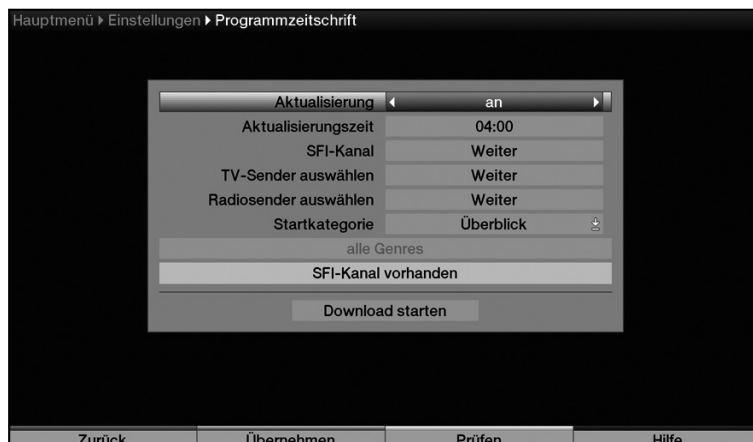 Hauptmenü ▸ Einstellungen ▸ Programmzeitschrift
Aktualisierung an
Aktualisierungszeit 04:00
SFI-Kanal Weiter
TV-Sender auswählen Weiter
Radiosender auswählen Weiter
Startkategorie Überblick
alle Genres
SFI-Kanal vorhanden
Download starten
Zurück Übernehmen Prüfen Hilfe